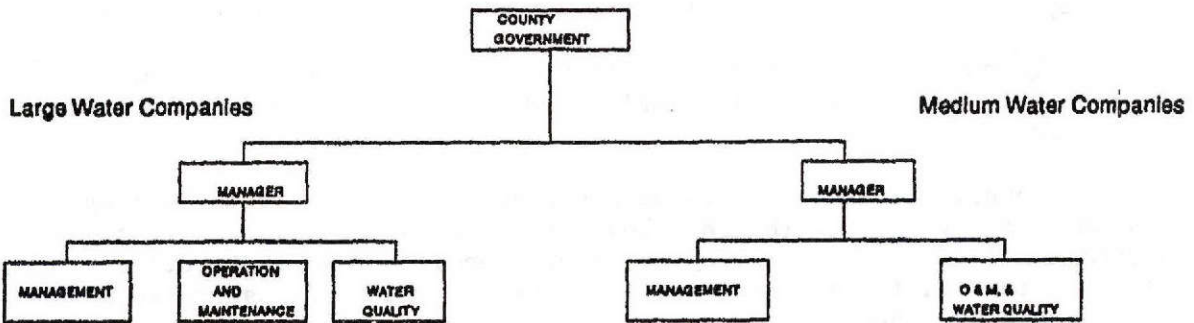 COUNTY
GOVERNMENT
Large Water Companies
Medium Water Companies
MANAGER
MANAGER
MANAGEMENT
OPERATION
AND
MAINTENANCE
WATER
QUALITY
MANAGEMENT
O & M, &
WATER QUALITY